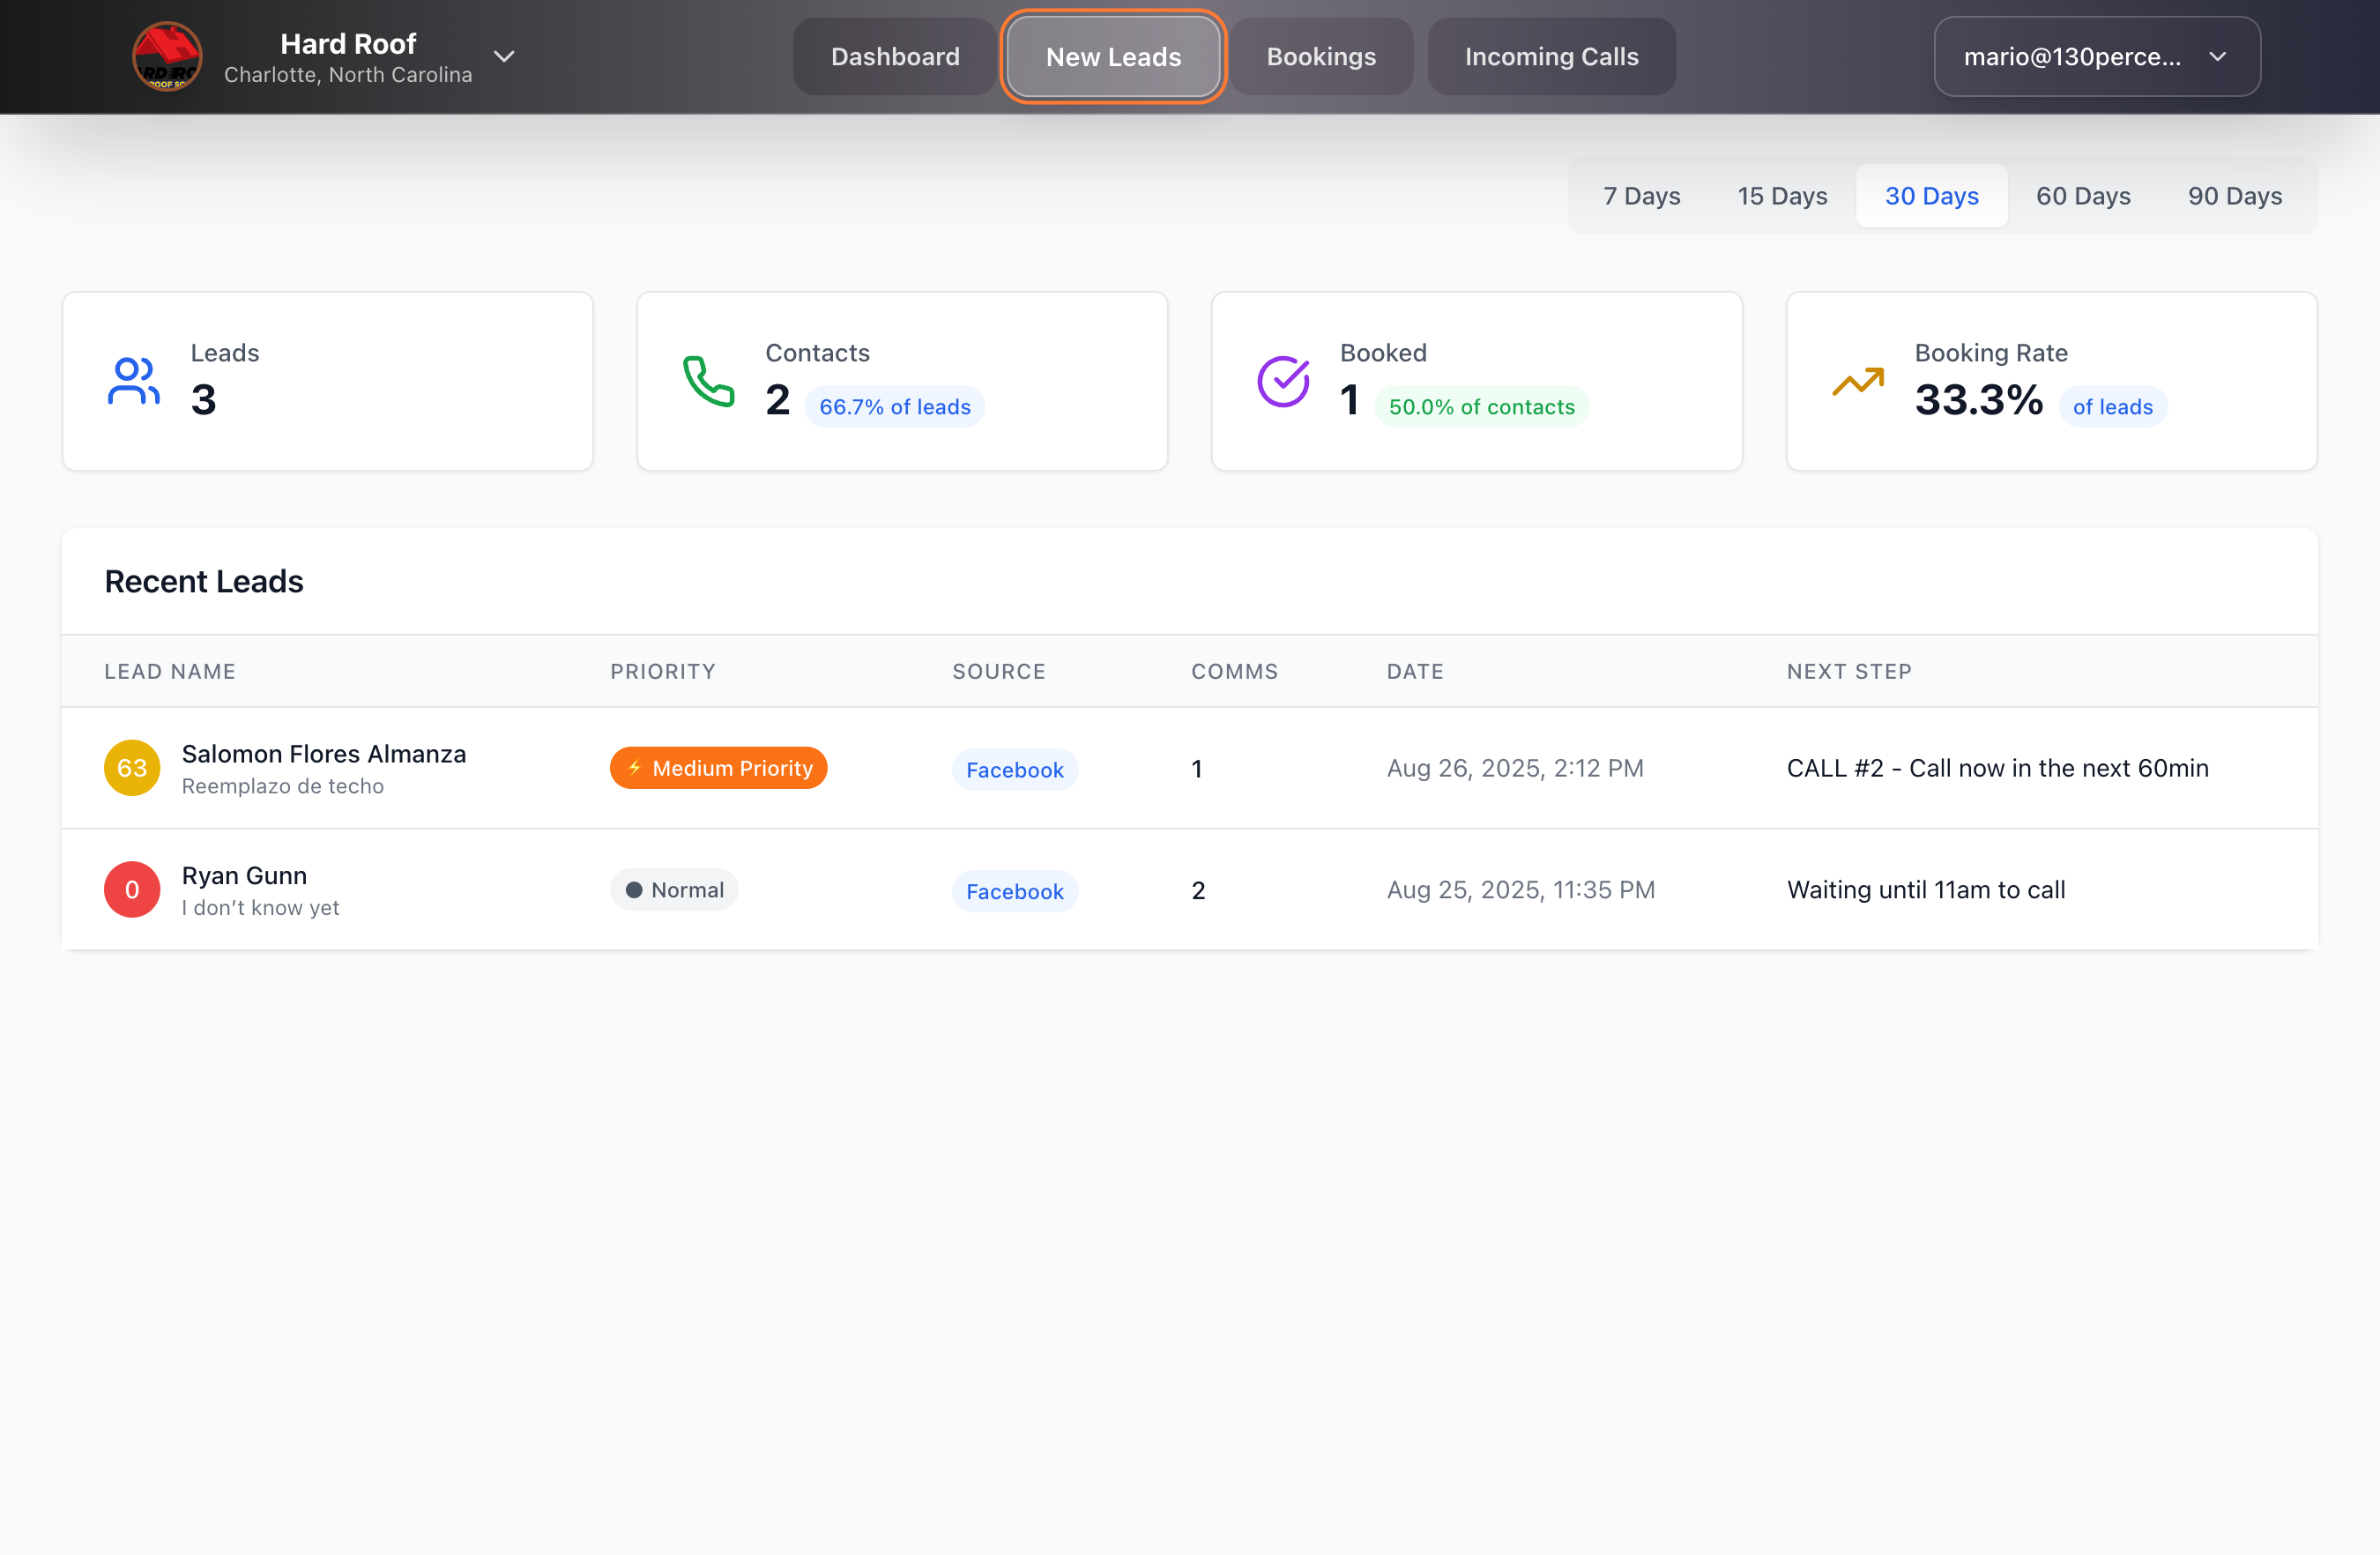 Hard Roof
Charlotte, North Carolina
Dashboard
New Leads
Bookings
Incoming Calls
mario@130perce...
7 Days
15 Days
30 Days
60 Days
90 Days
Leads
3
Contacts
2 66.7% of leads
Booked
1 50.0% of contacts
Booking Rate
33.3% of leads
Recent Leads
LEAD NAME PRIORITY SOURCE COMMS DATE NEXT STEP
63 Salomon Flores Almanza
Reemplazo de techo
Medium Priority Facebook 1 Aug 26, 2025, 2:12 PM CALL #2 - Call now in the next 60min
0 Ryan Gunn
I don't know yet
Normal Facebook 2 Aug 25, 2025, 11:35 PM Waiting until 11am to call